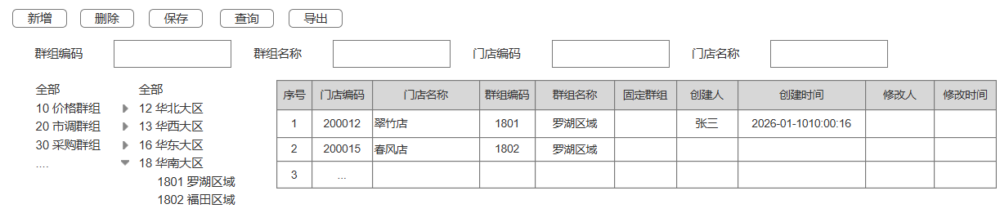 新增 删除 保存 查询 导出
群组编码 群组名称 门店编码 门店名称
全部 全部
10 价格群组 12 华北大区
20 市调群组 13 华西大区
30 采购群组 16 华东大区
.... 18 华南大区
1801 罗湖区域
1802 福田区域
序号 门店编码 门店名称 群组编码 群组名称 固定群组 创建人 创建时间 修改人 修改时间
1 200012 翠竹店 1801 罗湖区域 张三 2026-01-1010:00:16
2 200015 春风店 1802 罗湖区域
3 ...